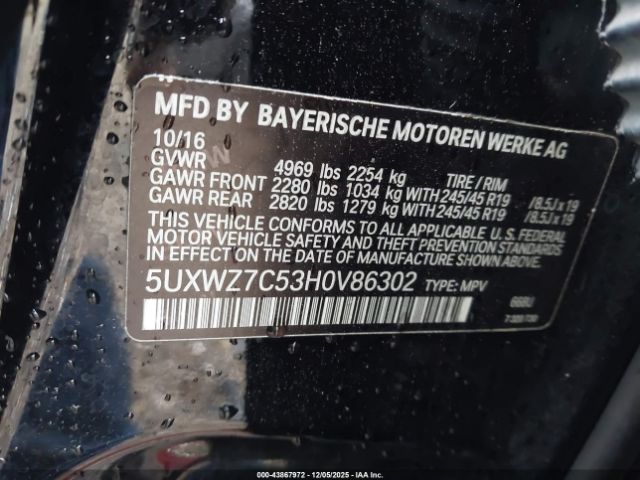 MFD BY BAYERISCHE MOTOREN WERKE AG
10/16
GVWR 4969 lbs 2254 kg TIRE / RIM
GAWR FRONT 2280 lbs 1034 kg WITH 245/45 R19 /8.5J x 19
GAWR REAR 2820 lbs 1279 kg WITH 245/45 R19 /8.5J x 19
THIS VEHICLE CONFORMS TO ALL APPLICABLE U.S. FEDERAL
MOTOR VEHICLE SAFETY AND THEFT PREVENTION STANDARDS
IN EFFECT ON THE DATE OF MANUFACTURE SHOWN ABOVE.
5UXWZ7C53H0V86302 TYPE: MPV
#IAA: 43867972 | 12/05/2025 - IAA Branch